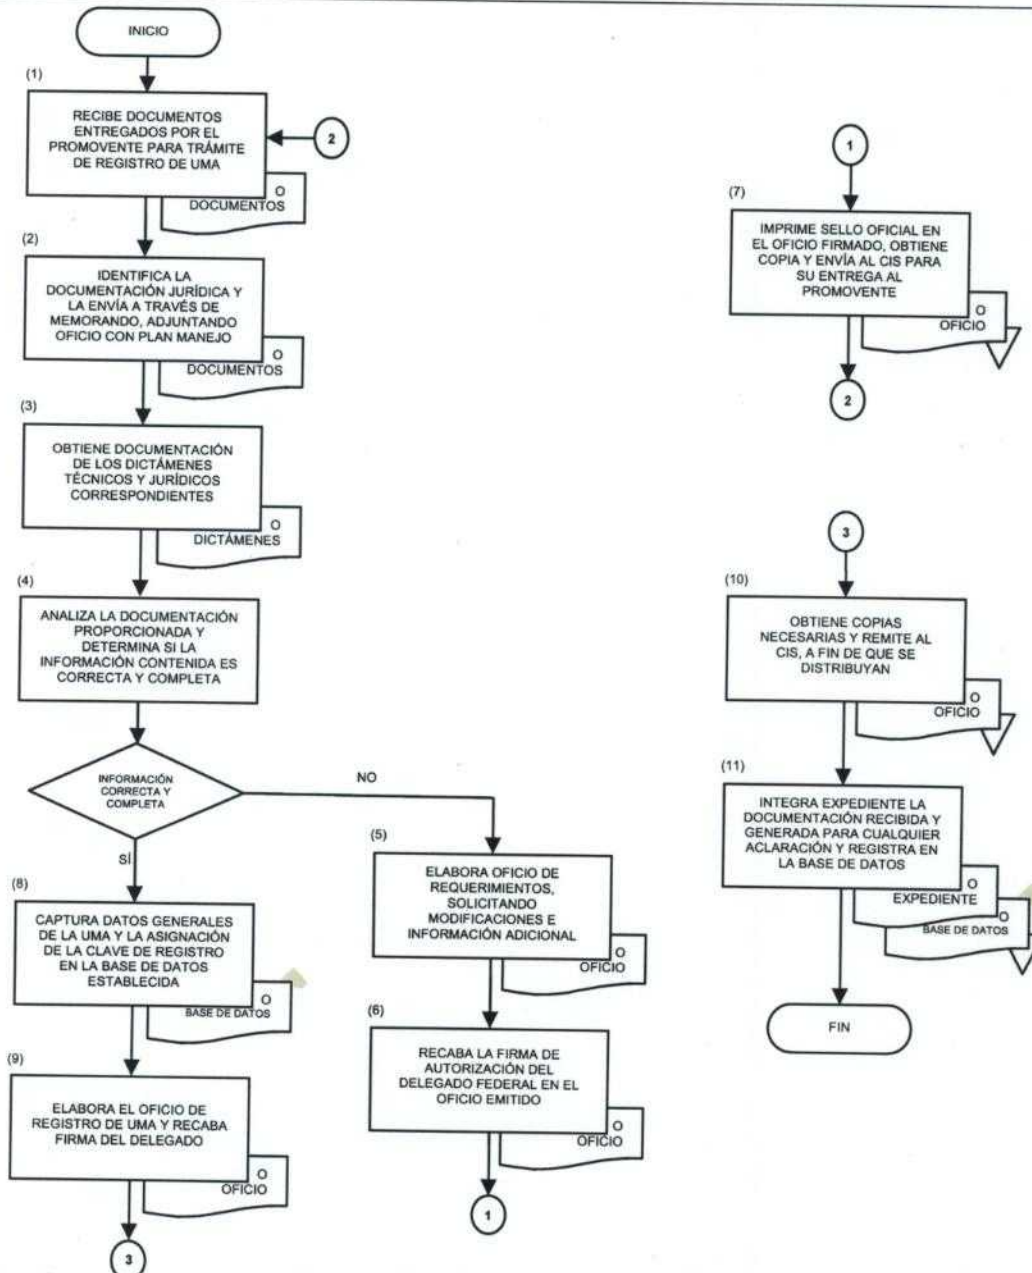 INICIO
(1)
RECIBE DOCUMENTOS
ENTREGADOS POR EL
PROMOVENTE PARA TRÁMITE
DE REGISTRO DE UMA
2
O
DOCUMENTOS
(2)
IDENTIFICA LA
DOCUMENTACIÓN JURÍDICA Y
LA ENVÍA A TRAVÉS DE
MEMORANDO, ADJUNTANDO
OFICIO CON PLAN MANEJO
O
DOCUMENTOS
(3)
OBTIENE DOCUMENTACIÓN
DE LOS DICTÁMENES
TÉCNICOS Y JURÍDICOS
CORRESPONDIENTES
O
DICTÁMENES
(4)
ANALIZA LA DOCUMENTACIÓN
PROPORCIONADA Y
DETERMINA SI LA
INFORMACIÓN CONTENIDA ES
CORRECTA Y COMPLETA
INFORMACIÓN
CORRECTA Y
COMPLETA
NO
SÍ
(8)
CAPTURA DATOS GENERALES
DE LA UMA Y LA ASIGNACIÓN
DE LA CLAVE DE REGISTRO
EN LA BASE DE DATOS
ESTABLECIDA
O
BASE DE DATOS
(9)
ELABORA EL OFICIO DE
REGISTRO DE UMA Y RECABA
FIRMA DEL DELEGADO
O
OFICIO
3
(5)
ELABORA OFICIO DE
REQUERIMIENTOS,
SOLICITANDO
MODIFICACIONES E
INFORMACIÓN ADICIONAL
O
OFICIO
(6)
RECABA LA FIRMA DE
AUTORIZACIÓN DEL
DELEGADO FEDERAL EN EL
OFICIO EMITIDO
O
OFICIO
1
1
(7)
IMPRIME SELLO OFICIAL EN
EL OFICIO FIRMADO, OBTIENE
COPIA Y ENVÍA AL CIS PARA
SU ENTREGA AL
PROMOVENTE
O
OFICIO
2
3
(10)
OBTIENE COPIAS
NECESARIAS Y REMITE AL
CIS, A FIN DE QUE SE
DISTRIBUYAN
O
OFICIO
(11)
INTEGRA EXPEDIENTE LA
DOCUMENTACIÓN RECIBIDA Y
GENERADA PARA CUALQUIER
ACLARACIÓN Y REGISTRA EN
LA BASE DE DATOS
O
EXPEDIENTE
O
BASE DE DATOS
FIN